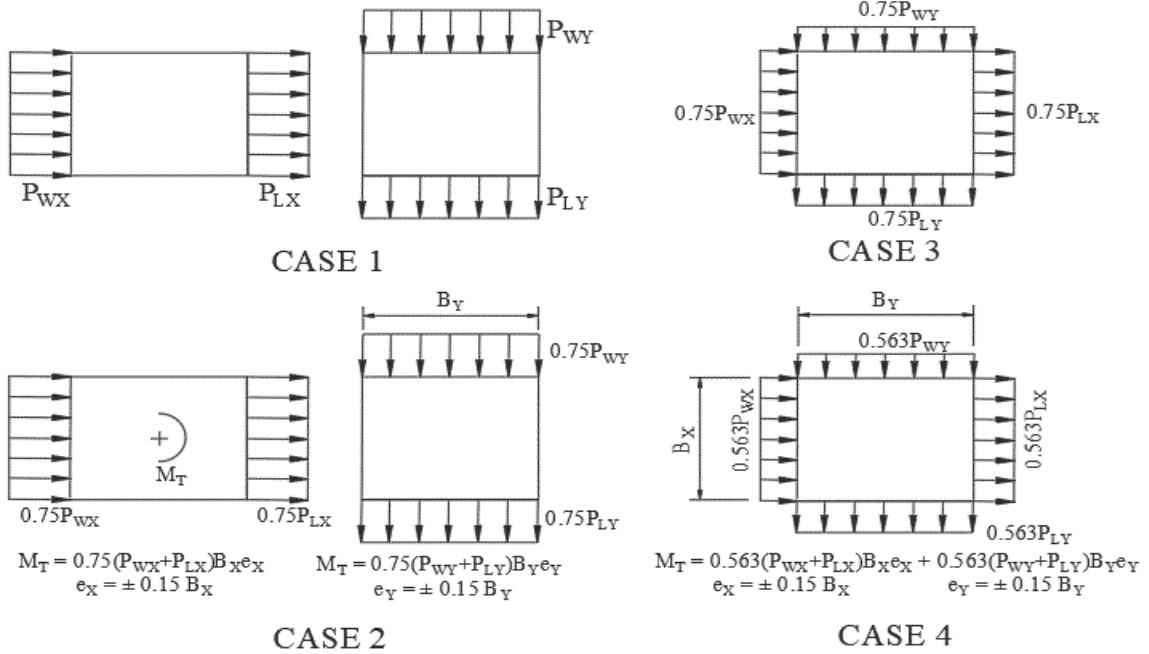 P_WX
P_LX
P_WY
P_LY
CASE 1
0.75P_WY
0.75P_WX
0.75P_LX
0.75P_LY
CASE 3
M_T
0.75P_WX
0.75P_LX
M_T = 0.75(P_WX+P_LX)B_Xe_X
e_X = ± 0.15 B_X
B_Y
0.75P_WY
0.75P_LY
M_T = 0.75(P_WY+P_LY)B_Ye_Y
e_Y = ± 0.15 B_Y
CASE 2
B_Y
0.563P_WY
B_X
0.563P_WX
0.563P_LX
0.563P_LY
M_T = 0.563(P_WX+P_LX)B_Xe_X + 0.563(P_WY+P_LY)B_Ye_Y
e_X = ± 0.15 B_X e_Y = ± 0.15 B_Y
CASE 4